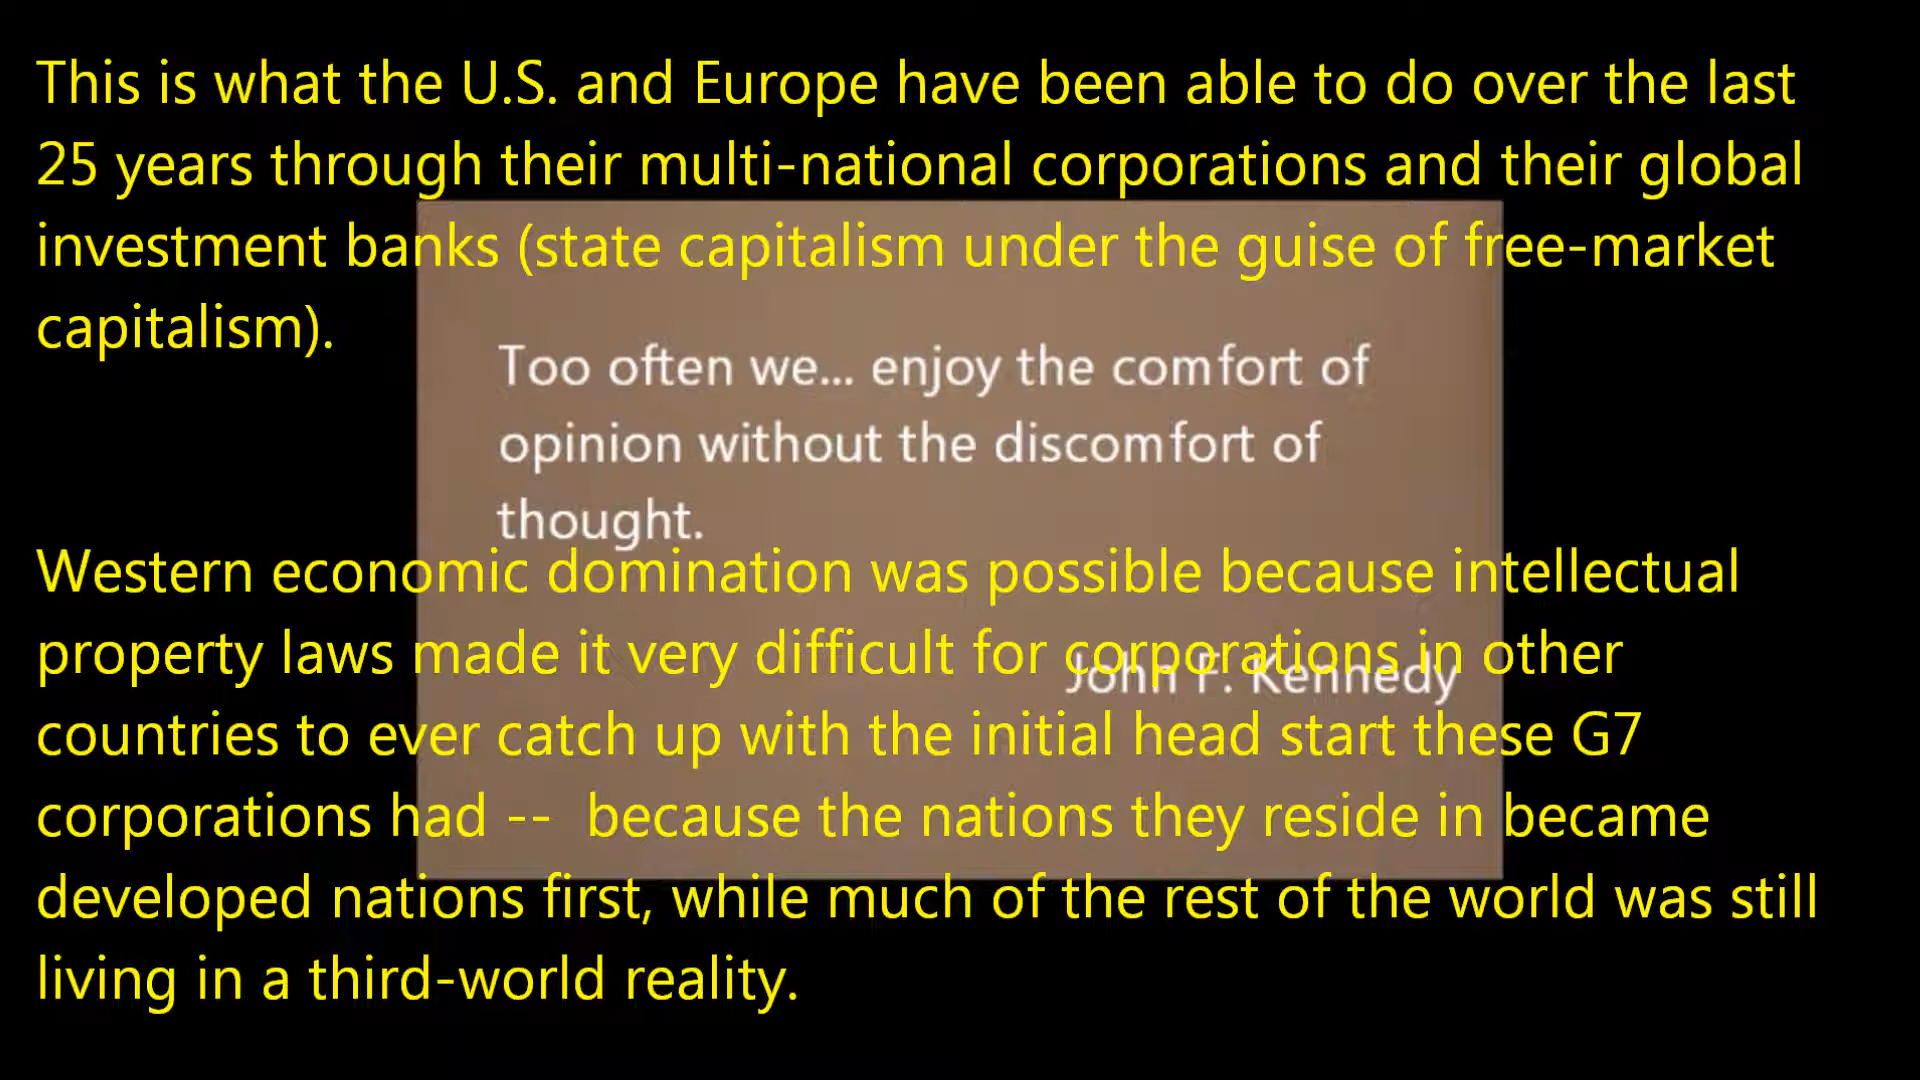 This is what the U.S. and Europe have been able to do over the last
25 years through their multi-national corporations and their global
investment banks (state capitalism under the guise of free-market
capitalism).
Too often we... enjoy the comfort of
opinion without the discomfort of
thought.
Western economic domination was possible because intellectual
property laws made it very difficult for corporations in other
John F. Kennedy
countries to ever catch up with the initial head start these G7
corporations had --  because the nations they reside in became
developed nations first, while much of the rest of the world was still
living in a third-world reality.